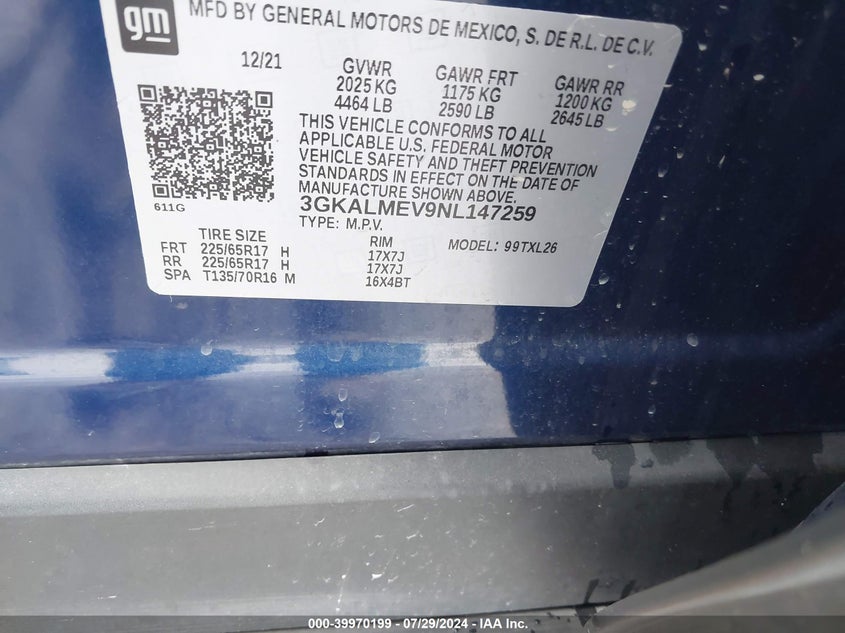 gm
MFD BY GENERAL MOTORS DE MEXICO, S. DE R.L. DE C.V.
12/21
GVWR GAWR FRT GAWR RR
2025 KG 1175 KG 1200 KG
4464 LB 2590 LB 2645 LB
THIS VEHICLE CONFORMS TO ALL
APPLICABLE U.S. FEDERAL MOTOR
VEHICLE SAFETY AND THEFT PREVENTION
STANDARDS IN EFFECT ON THE DATE OF
MANUFACTURE SHOWN ABOVE.
611G
3GKALMEV9NL147259
TYPE: M.P.V.
TIRE SIZE RIM MODEL: 99TXL26
FRT 225/65R17 H 17X7J
RR 225/65R17 H 17X7J
SPA T135/70R16 M 16X4BT
000-39970199 - 07/29/2024 - IAA Inc.